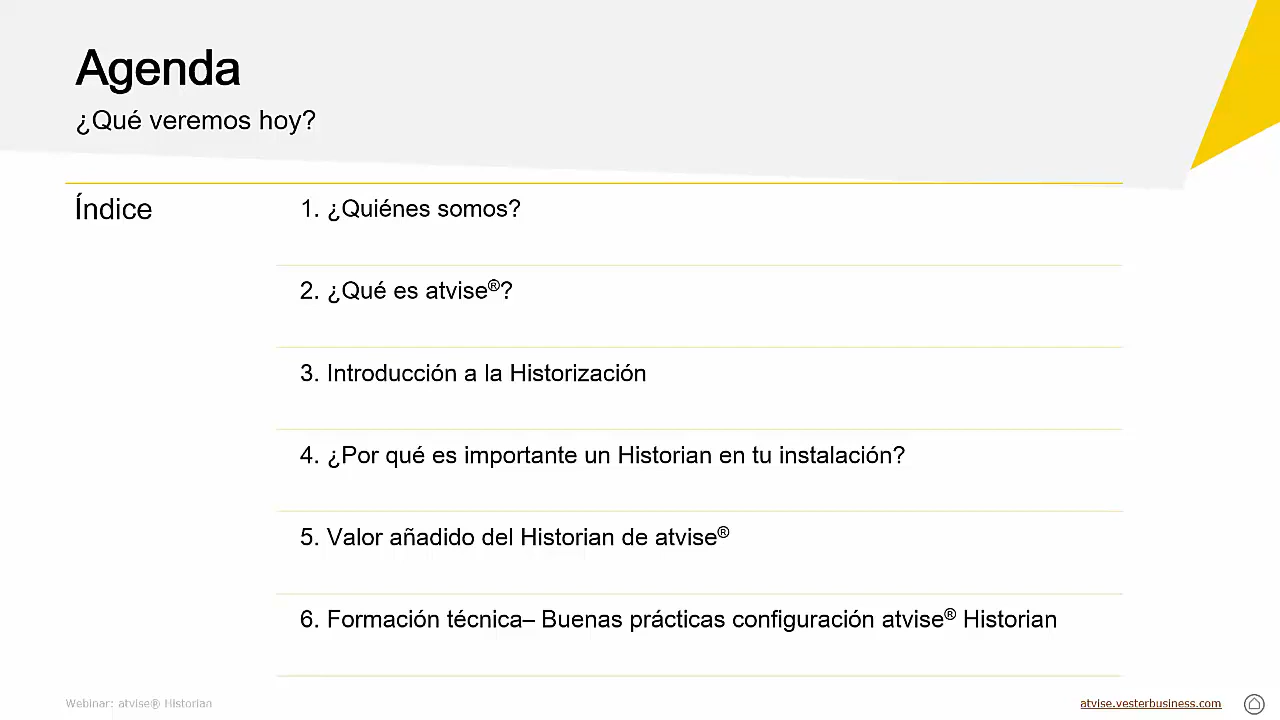 Agenda
¿Qué veremos hoy?
Índice
1. ¿Quiénes somos?
2. ¿Qué es atvise®?
3. Introducción a la Historización
4. ¿Por qué es importante un Historian en tu instalación?
5. Valor añadido del Historian de atvise®
6. Formación técnica– Buenas prácticas configuración atvise® Historian
Webinar: atvise® Historian
atvise.vesterbusiness.com